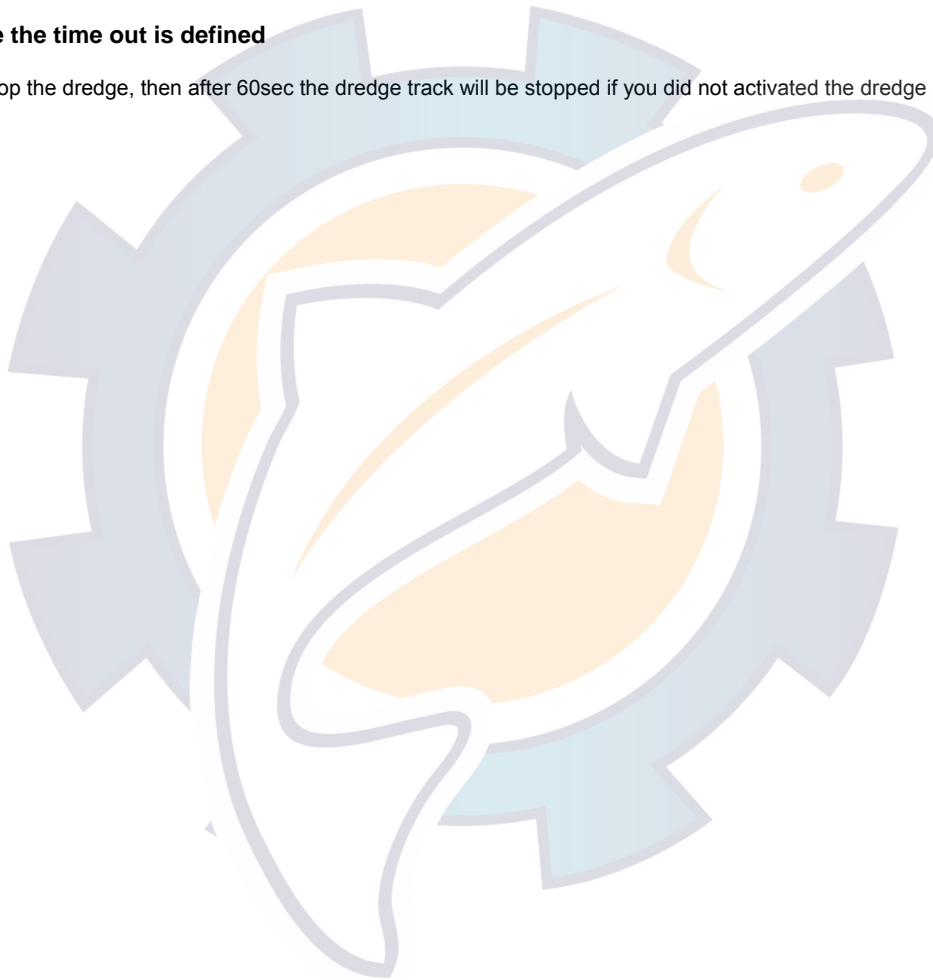 e the time out is defined
op the dredge, then after 60sec the dredge track will be stopped if you did not activated the dredge